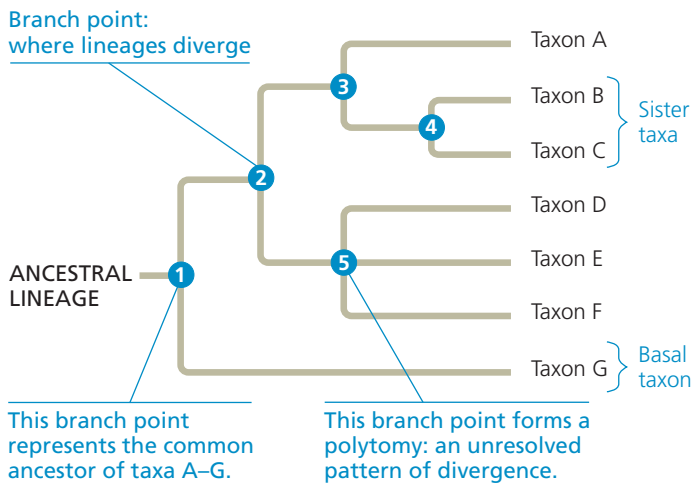 Branch point:
where lineages diverge
Taxon A
3
Taxon B
4
Sister
taxa
Taxon C
2
Taxon D
ANCESTRAL
LINEAGE
1
5
Taxon E
Taxon F
Taxon G
Basal
taxon
This branch point
represents the common
ancestor of taxa A–G.
This branch point forms a
polytomy: an unresolved
pattern of divergence.